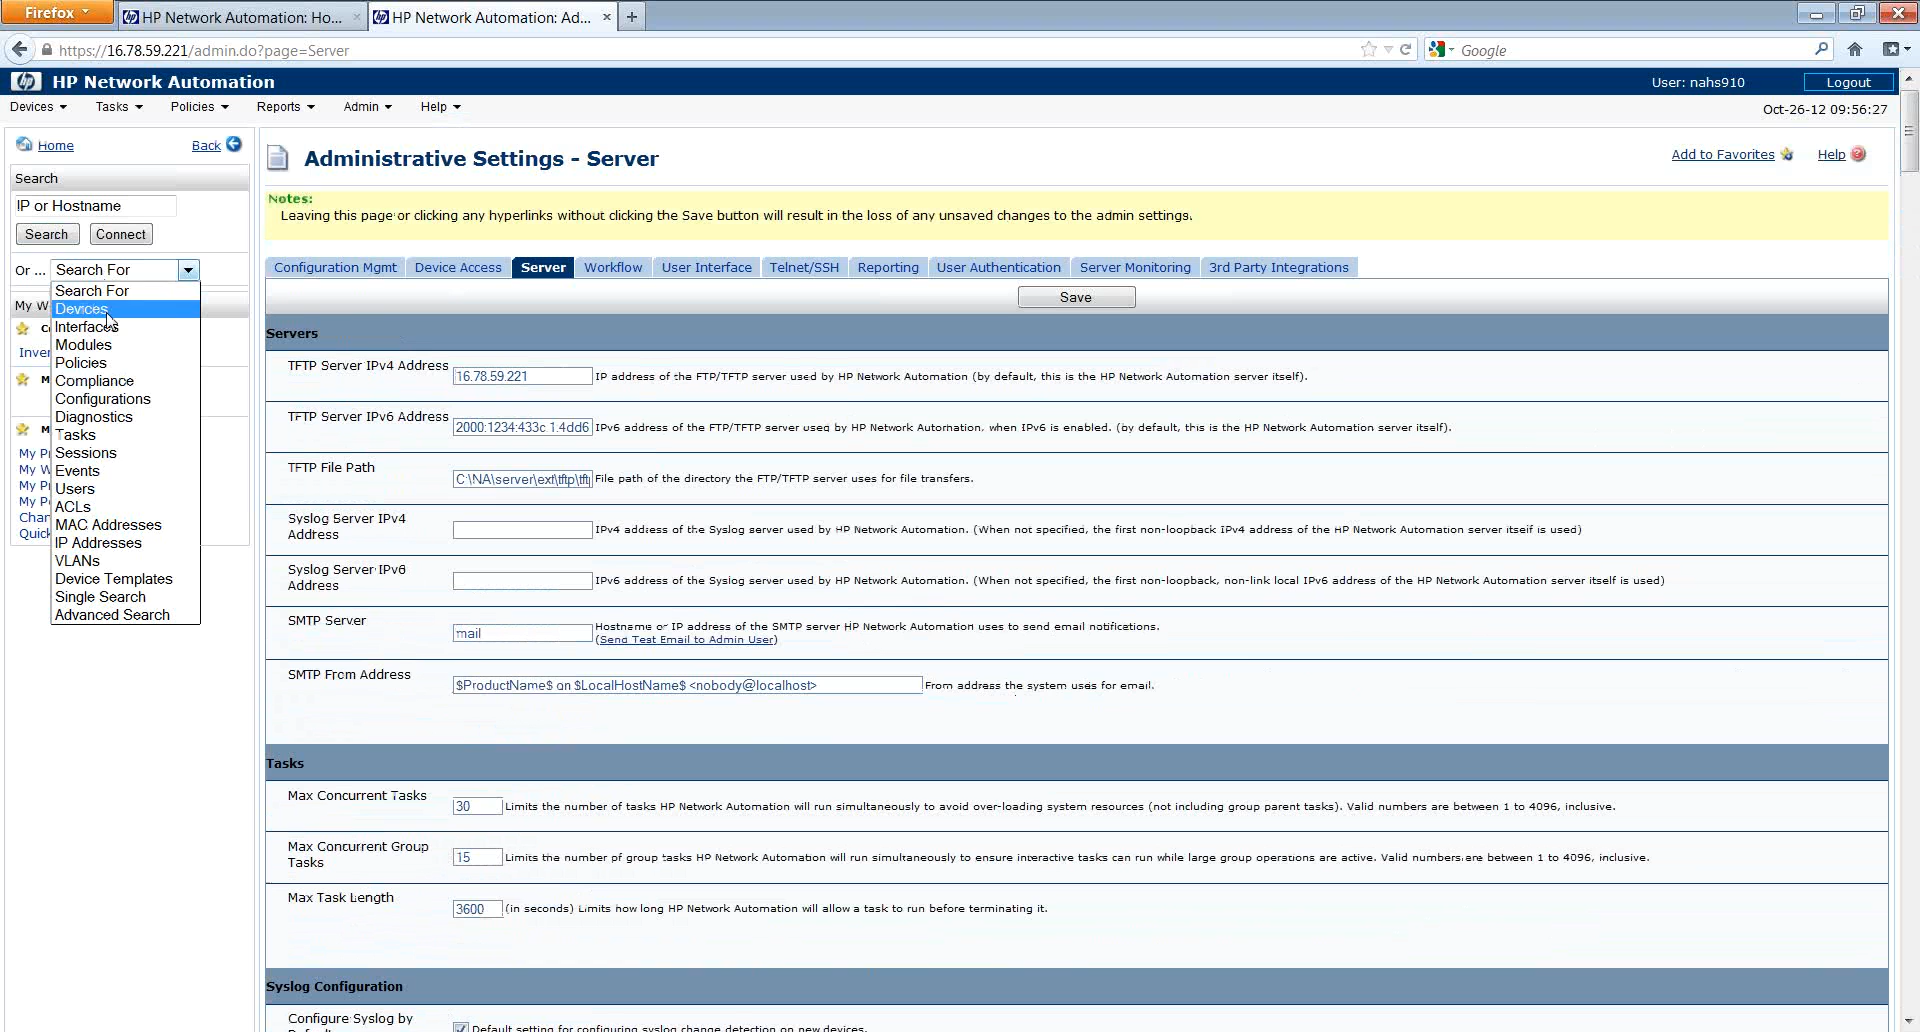 Firefox
HP Network Automation: Ho...
HP Network Automation: Ad...
https://16.78.59.221/admin.do?page=Server
Google
hp HP Network Automation
User: nahs910
Logout
Devices Tasks Policies Reports Admin Help
Oct-26-12 09:56:27
Home
Back
Search
IP or Hostname
Search Connect
Or ... Search For
Search For
Devices
Interfaces
Modules
Policies
Compliance
Configurations
Diagnostics
Tasks
Sessions
Events
Users
ACLs
MAC Addresses
IP Addresses
VLANs
Device Templates
Single Search
Advanced Search
My W
Inver
My Pr
My W
My Pr
My Pe
Char
Quick
Administrative Settings - Server
Add to Favorites
Help
Notes:
Leaving this page or clicking any hyperlinks without clicking the Save button will result in the loss of any unsaved changes to the admin settings.
Configuration Mgmt Device Access Server Workflow User Interface Telnet/SSH Reporting User Authentication Server Monitoring 3rd Party Integrations
Save
Servers
TFTP Server IPv4 Address
16.78.59.221
IP address of the FTP/TFTP server used by HP Network Automation (by default, this is the HP Network Automation server itself).
TFTP Server IPv6 Address
2000:1234:433c:1:4dd6
IPv6 address of the FTP/TFTP server used by HP Network Automation, when IPv6 is enabled. (by default, this is the HP Network Automation server itself).
TFTP File Path
C:\NA\server\ext\tftp\tftp
File path of the directory the FTP/TFTP server uses for file transfers.
Syslog Server IPv4
Address
IPv4 address of the Syslog server used by HP Network Automation. (When not specified, the first non-loopback IPv4 address of the HP Network Automation server itself is used)
Syslog Server IPv6
Address
IPv6 address of the Syslog server used by HP Network Automation. (When not specified, the first non-loopback, non-link local IPv6 address of the HP Network Automation server itself is used)
SMTP Server
mail
Hostname or IP address of the SMTP server HP Network Automation uses to send email notifications.
(Send Test Email to Admin User)
SMTP From Address
$ProductName$ on $LocalHostName$ <nobody@localhost>
From address the system uses for email.
Tasks
Max Concurrent Tasks
30
Limits the number of tasks HP Network Automation will run simultaneously to avoid over-loading system resources (not including group parent tasks). Valid numbers are between 1 to 4096, inclusive.
Max Concurrent Group
Tasks
15
Limits the number of group tasks HP Network Automation will run simultaneously to ensure interactive tasks can run while large group operations are active. Valid numbers are between 1 to 4096, inclusive.
Max Task Length
3600
(in seconds) Limits how long HP Network Automation will allow a task to run before terminating it.
Syslog Configuration
Configure Syslog by
Default setting for configuring syslog change detection on new devices.